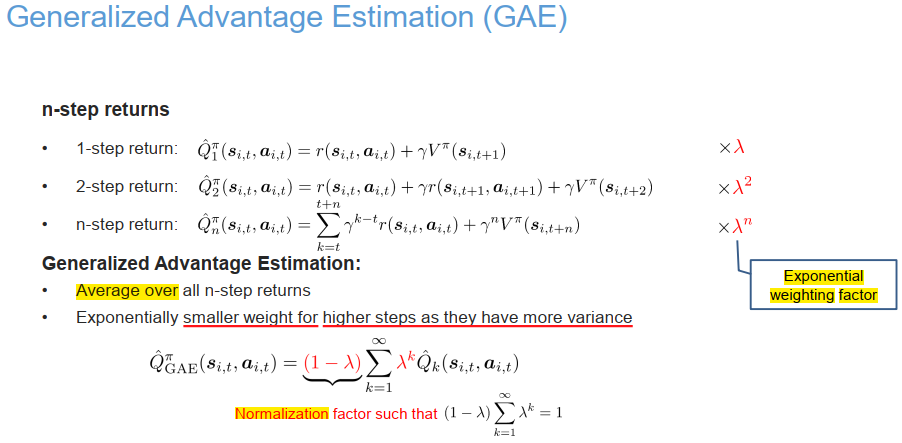 Generalized Advantage Estimation (GAE)
n-step returns
• 1-step return: $\hat{Q}_1^{\pi}(\boldsymbol{s}_{i,t}, \boldsymbol{a}_{i,t}) = r(\boldsymbol{s}_{i,t}, \boldsymbol{a}_{i,t}) + \gamma V^{\pi}(\boldsymbol{s}_{i,t+1})$ $\times \lambda$
• 2-step return: $\hat{Q}_2^{\pi}(\boldsymbol{s}_{i,t}, \boldsymbol{a}_{i,t}) = r(\boldsymbol{s}_{i,t}, \boldsymbol{a}_{i,t}) + \gamma r(\boldsymbol{s}_{i,t+1}, \boldsymbol{a}_{i,t+1}) + \gamma V^{\pi}(\boldsymbol{s}_{i,t+2})$ $\times \lambda^2$
• n-step return: $\hat{Q}_n^{\pi}(\boldsymbol{s}_{i,t}, \boldsymbol{a}_{i,t}) = \sum_{k=t}^{t+n} \gamma^{k-t} r(\boldsymbol{s}_{i,t}, \boldsymbol{a}_{i,t}) + \gamma^n V^{\pi}(\boldsymbol{s}_{i,t+n})$ $\times \lambda^n$
Exponential
weighting factor
Generalized Advantage Estimation:
• Average over all n-step returns
• Exponentially smaller weight for higher steps as they have more variance
$\hat{Q}_{\mathrm{GAE}}^{\pi}(\boldsymbol{s}_{i,t}, \boldsymbol{a}_{i,t}) = \underbrace{(1 - \lambda)} \sum_{k=1}^{\infty} \lambda^k \hat{Q}_k(\boldsymbol{s}_{i,t}, \boldsymbol{a}_{i,t})$
Normalization factor such that $(1 - \lambda) \sum_{k=1}^{\infty} \lambda^k = 1$